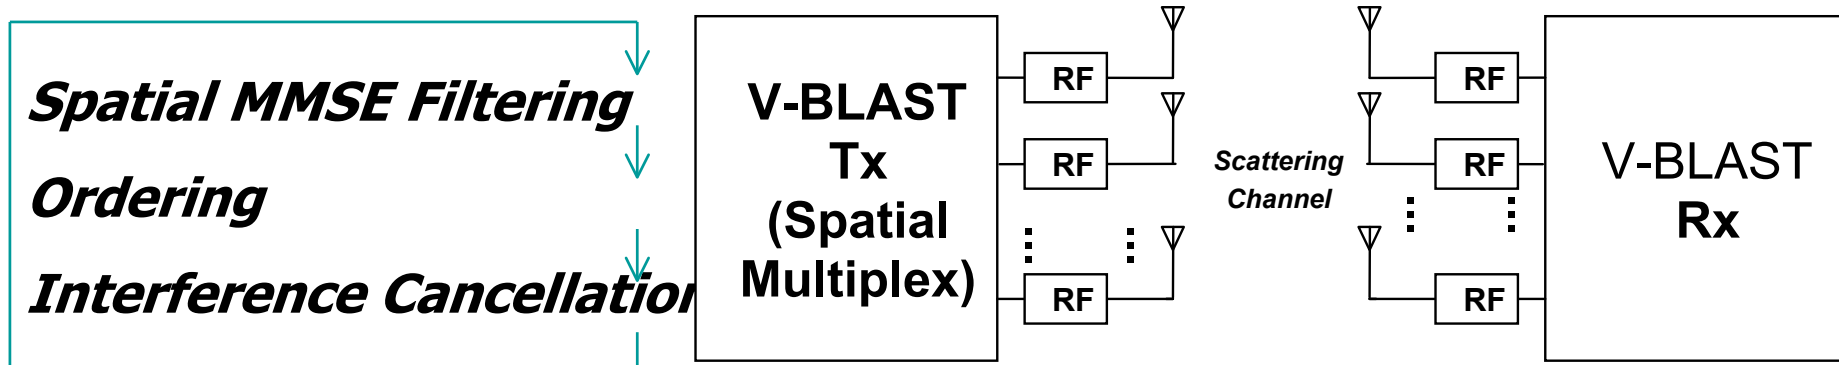 Spatial MMSE Filtering
Ordering
Interference Cancellation
V-BLAST
Tx
(Spatial
Multiplex)
RF
RF
RF
Scattering
Channel
RF
RF
RF
V-BLAST
Rx